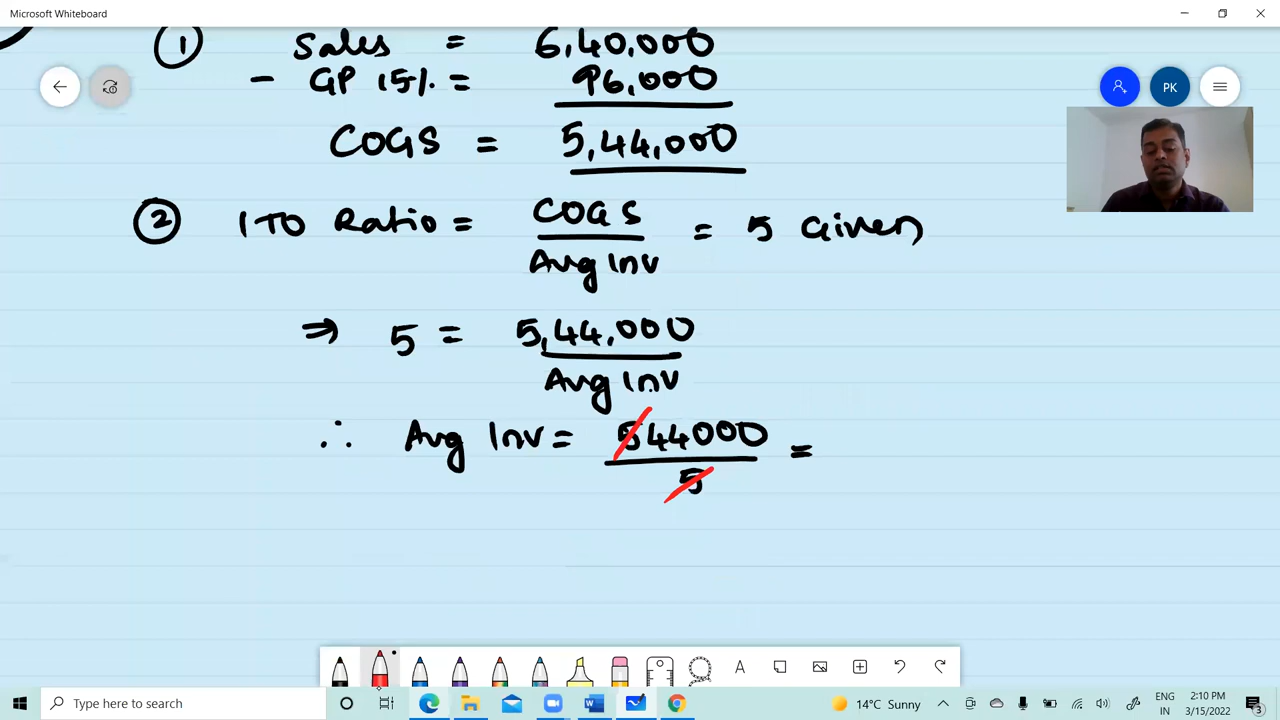 Microsoft Whiteboard
① Sales = 6,40,000
- GP 15% = 96,000
COGS = 5,44,000
PK
② ITO Ratio = COGS / Avg Inv = 5 Given
⇒ 5 = 5,44,000 / Avg Inv
∴ Avg Inv = 544000 / 5 =
A
Type here to search
14°C Sunny
ENG
IN
2:10 PM
3/15/2022
3